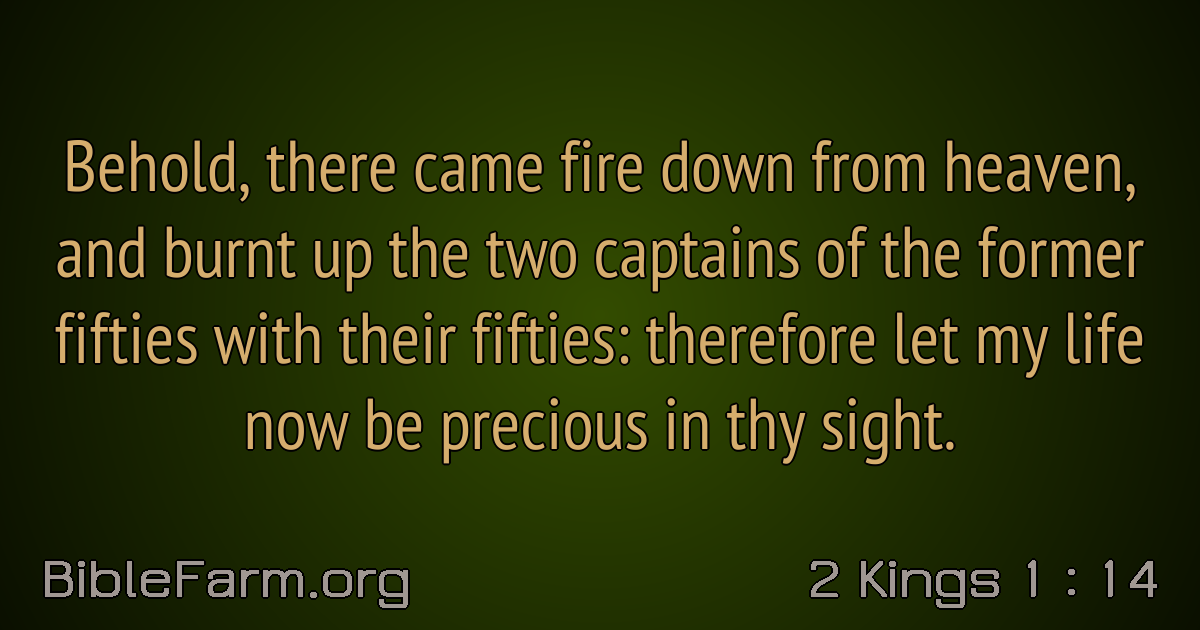 Behold, there came fire down from heaven,
and burnt up the two captains of the former
fifties with their fifties: therefore let my life
now be precious in thy sight.
BibleFarm.org
2 Kings 1 : 14